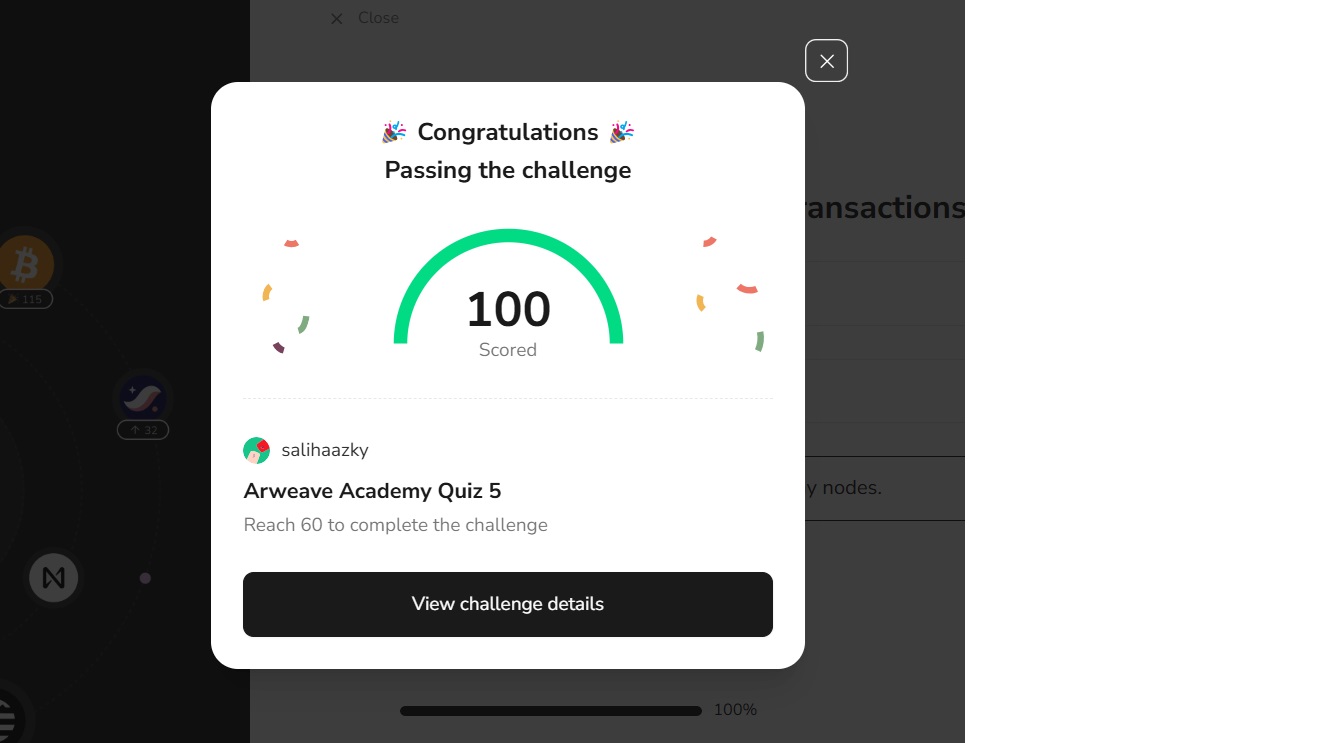 Close
Congratulations
Passing the challenge
ansactions
115
100
Scored
32
salihaazky
y nodes.
Arweave Academy Quiz 5
Reach 60 to complete the challenge
View challenge details
100%